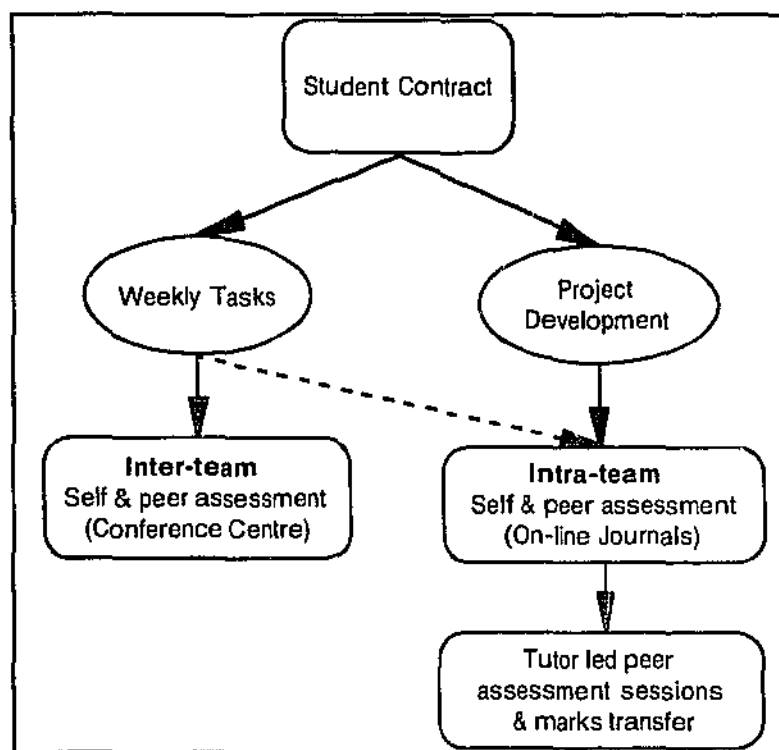 Student Contract
Weekly Tasks
Project
Development
Inter-team
Self & peer assessment
(Conference Centre)
Intra-team
Self & peer assessment
(On-line Journals)
Tutor led peer
assessment sessions
& marks transfer